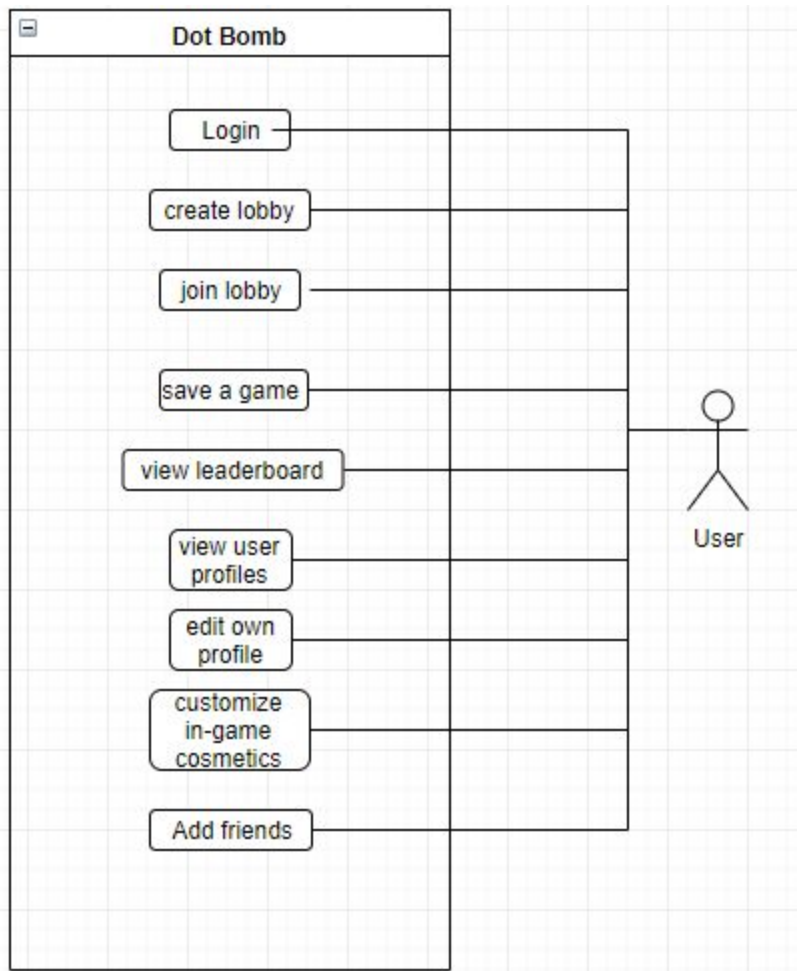 Dot Bomb
Login
create lobby
join lobby
save a game
view leaderboard
view user
profiles
edit own
profile
customize
in-game
cosmetics
Add friends
User